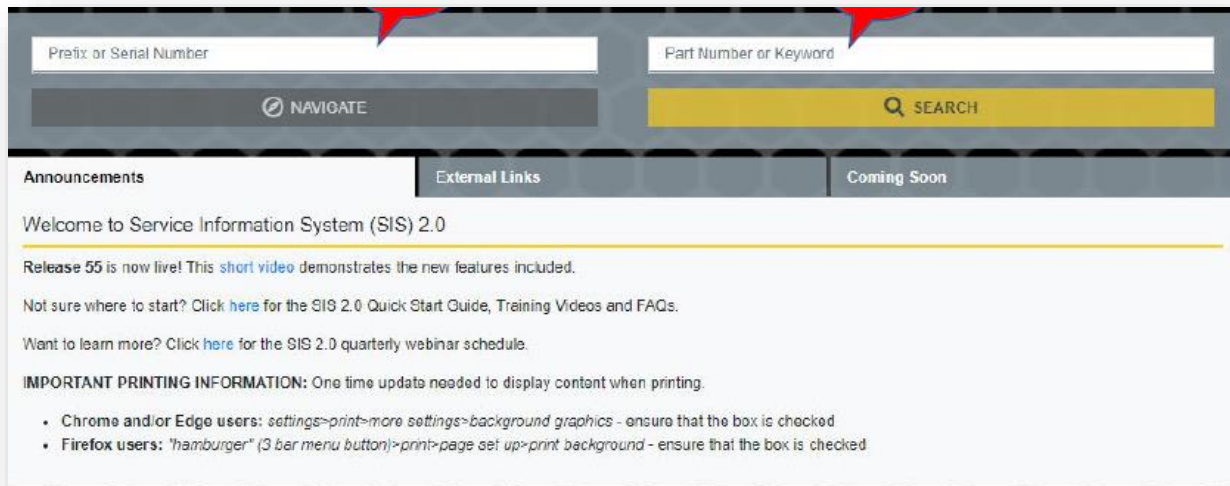 Prefix or Serial Number
Part Number or Keyword
NAVIGATE
SEARCH
Announcements
External Links
Coming Soon
Welcome to Service Information System (SIS) 2.0
Release 55 is now live! This short video demonstrates the new features included.
Not sure where to start? Click here for the SIS 2.0 Quick Start Guide, Training Videos and FAQs.
Want to learn more? Click here for the SIS 2.0 quarterly webinar schedule.
IMPORTANT PRINTING INFORMATION: One time update needed to display content when printing.
• Chrome and/or Edge users: settings>print>more settings>background graphics - ensure that the box is checked
• Firefox users: "hamburger" (3 bar menu button)>print>page set up>print background - ensure that the box is checked